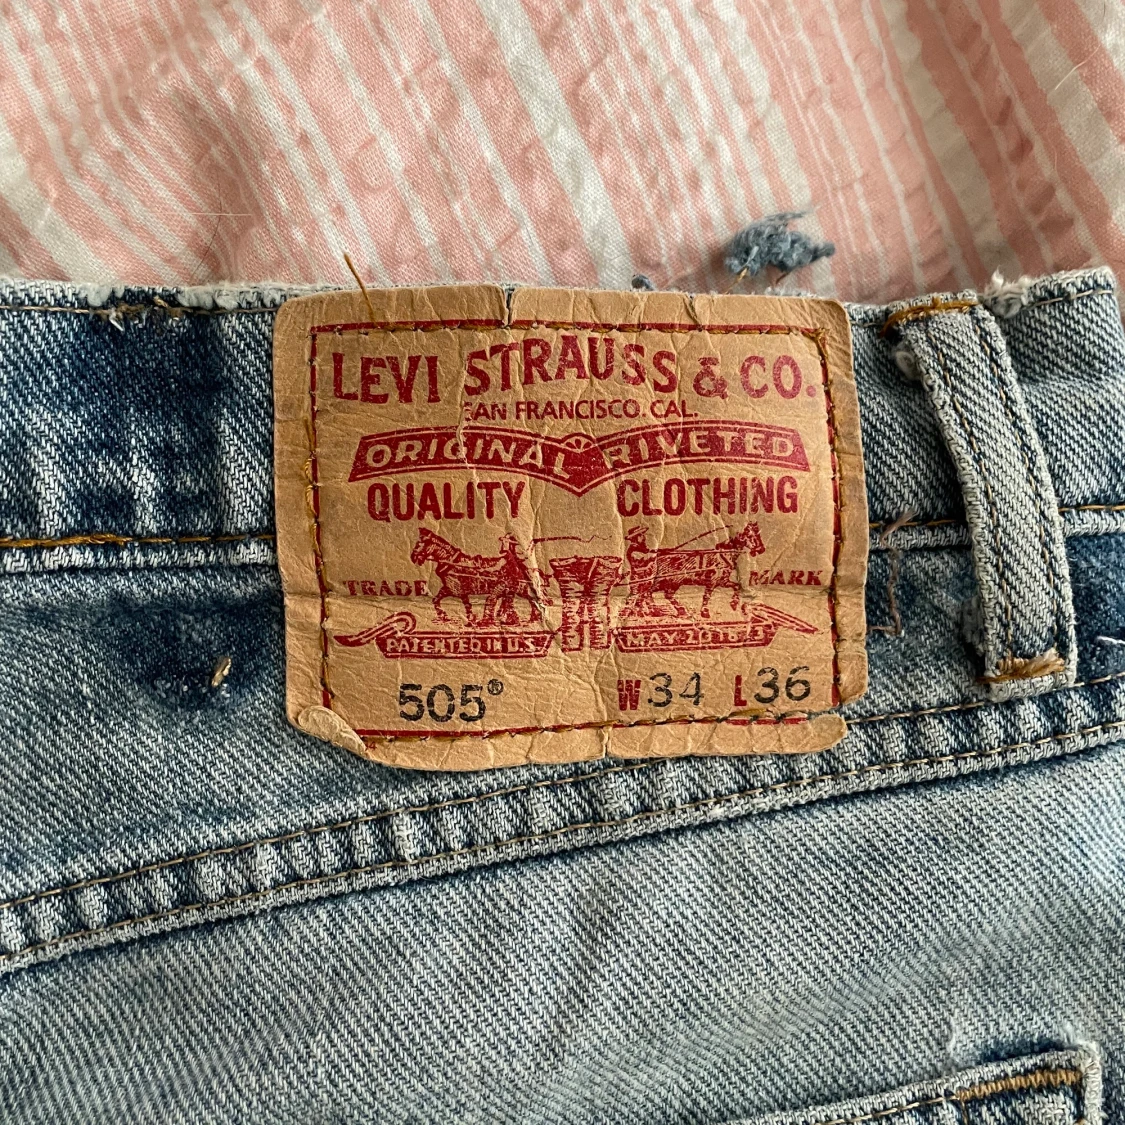 LEVI STRAUSS & CO.
SAN FRANCISCO. CAL.
ORIGINAL RIVETED
QUALITY CLOTHING
TRADE MARK
PATENTED IN U.S. MAY 20 1873
505® W34 L36